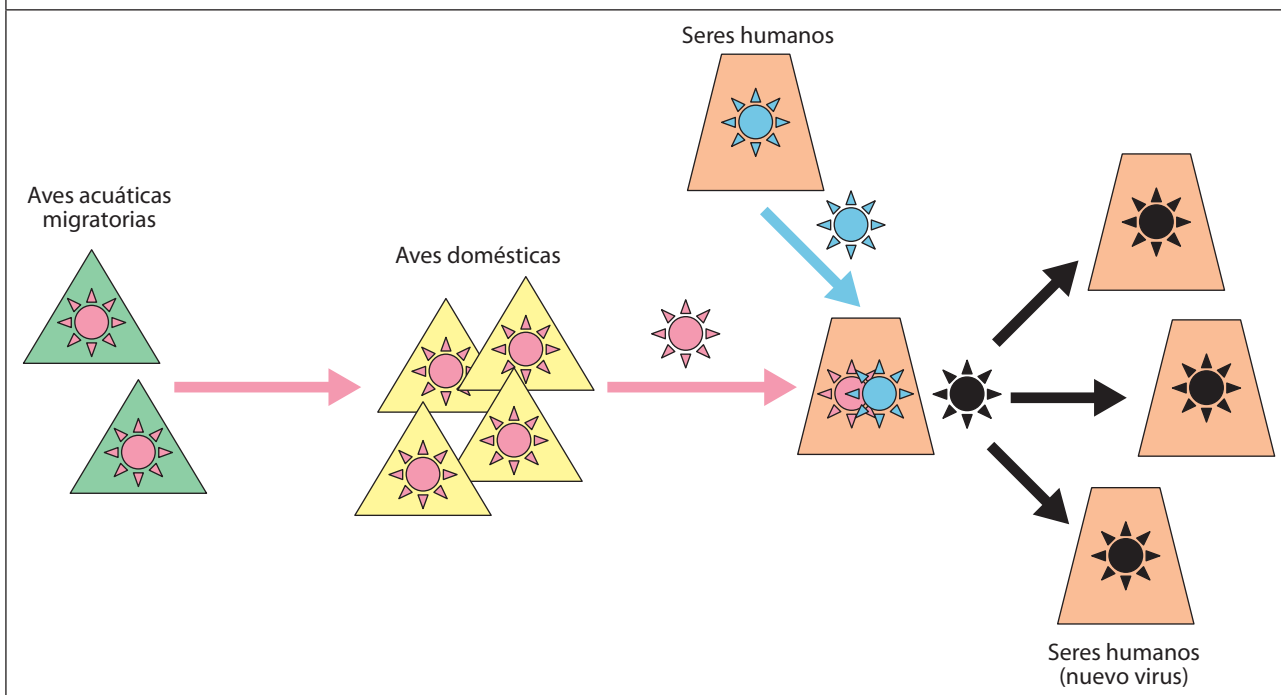 Seres humanos
Aves acuáticas
migratorias
Aves domésticas
Seres humanos
(nuevo virus)